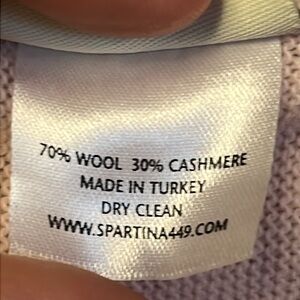 70% WOOL 30% CASHMERE
MADE IN TURKEY
DRY CLEAN
WWW.SPARTINA449.COM